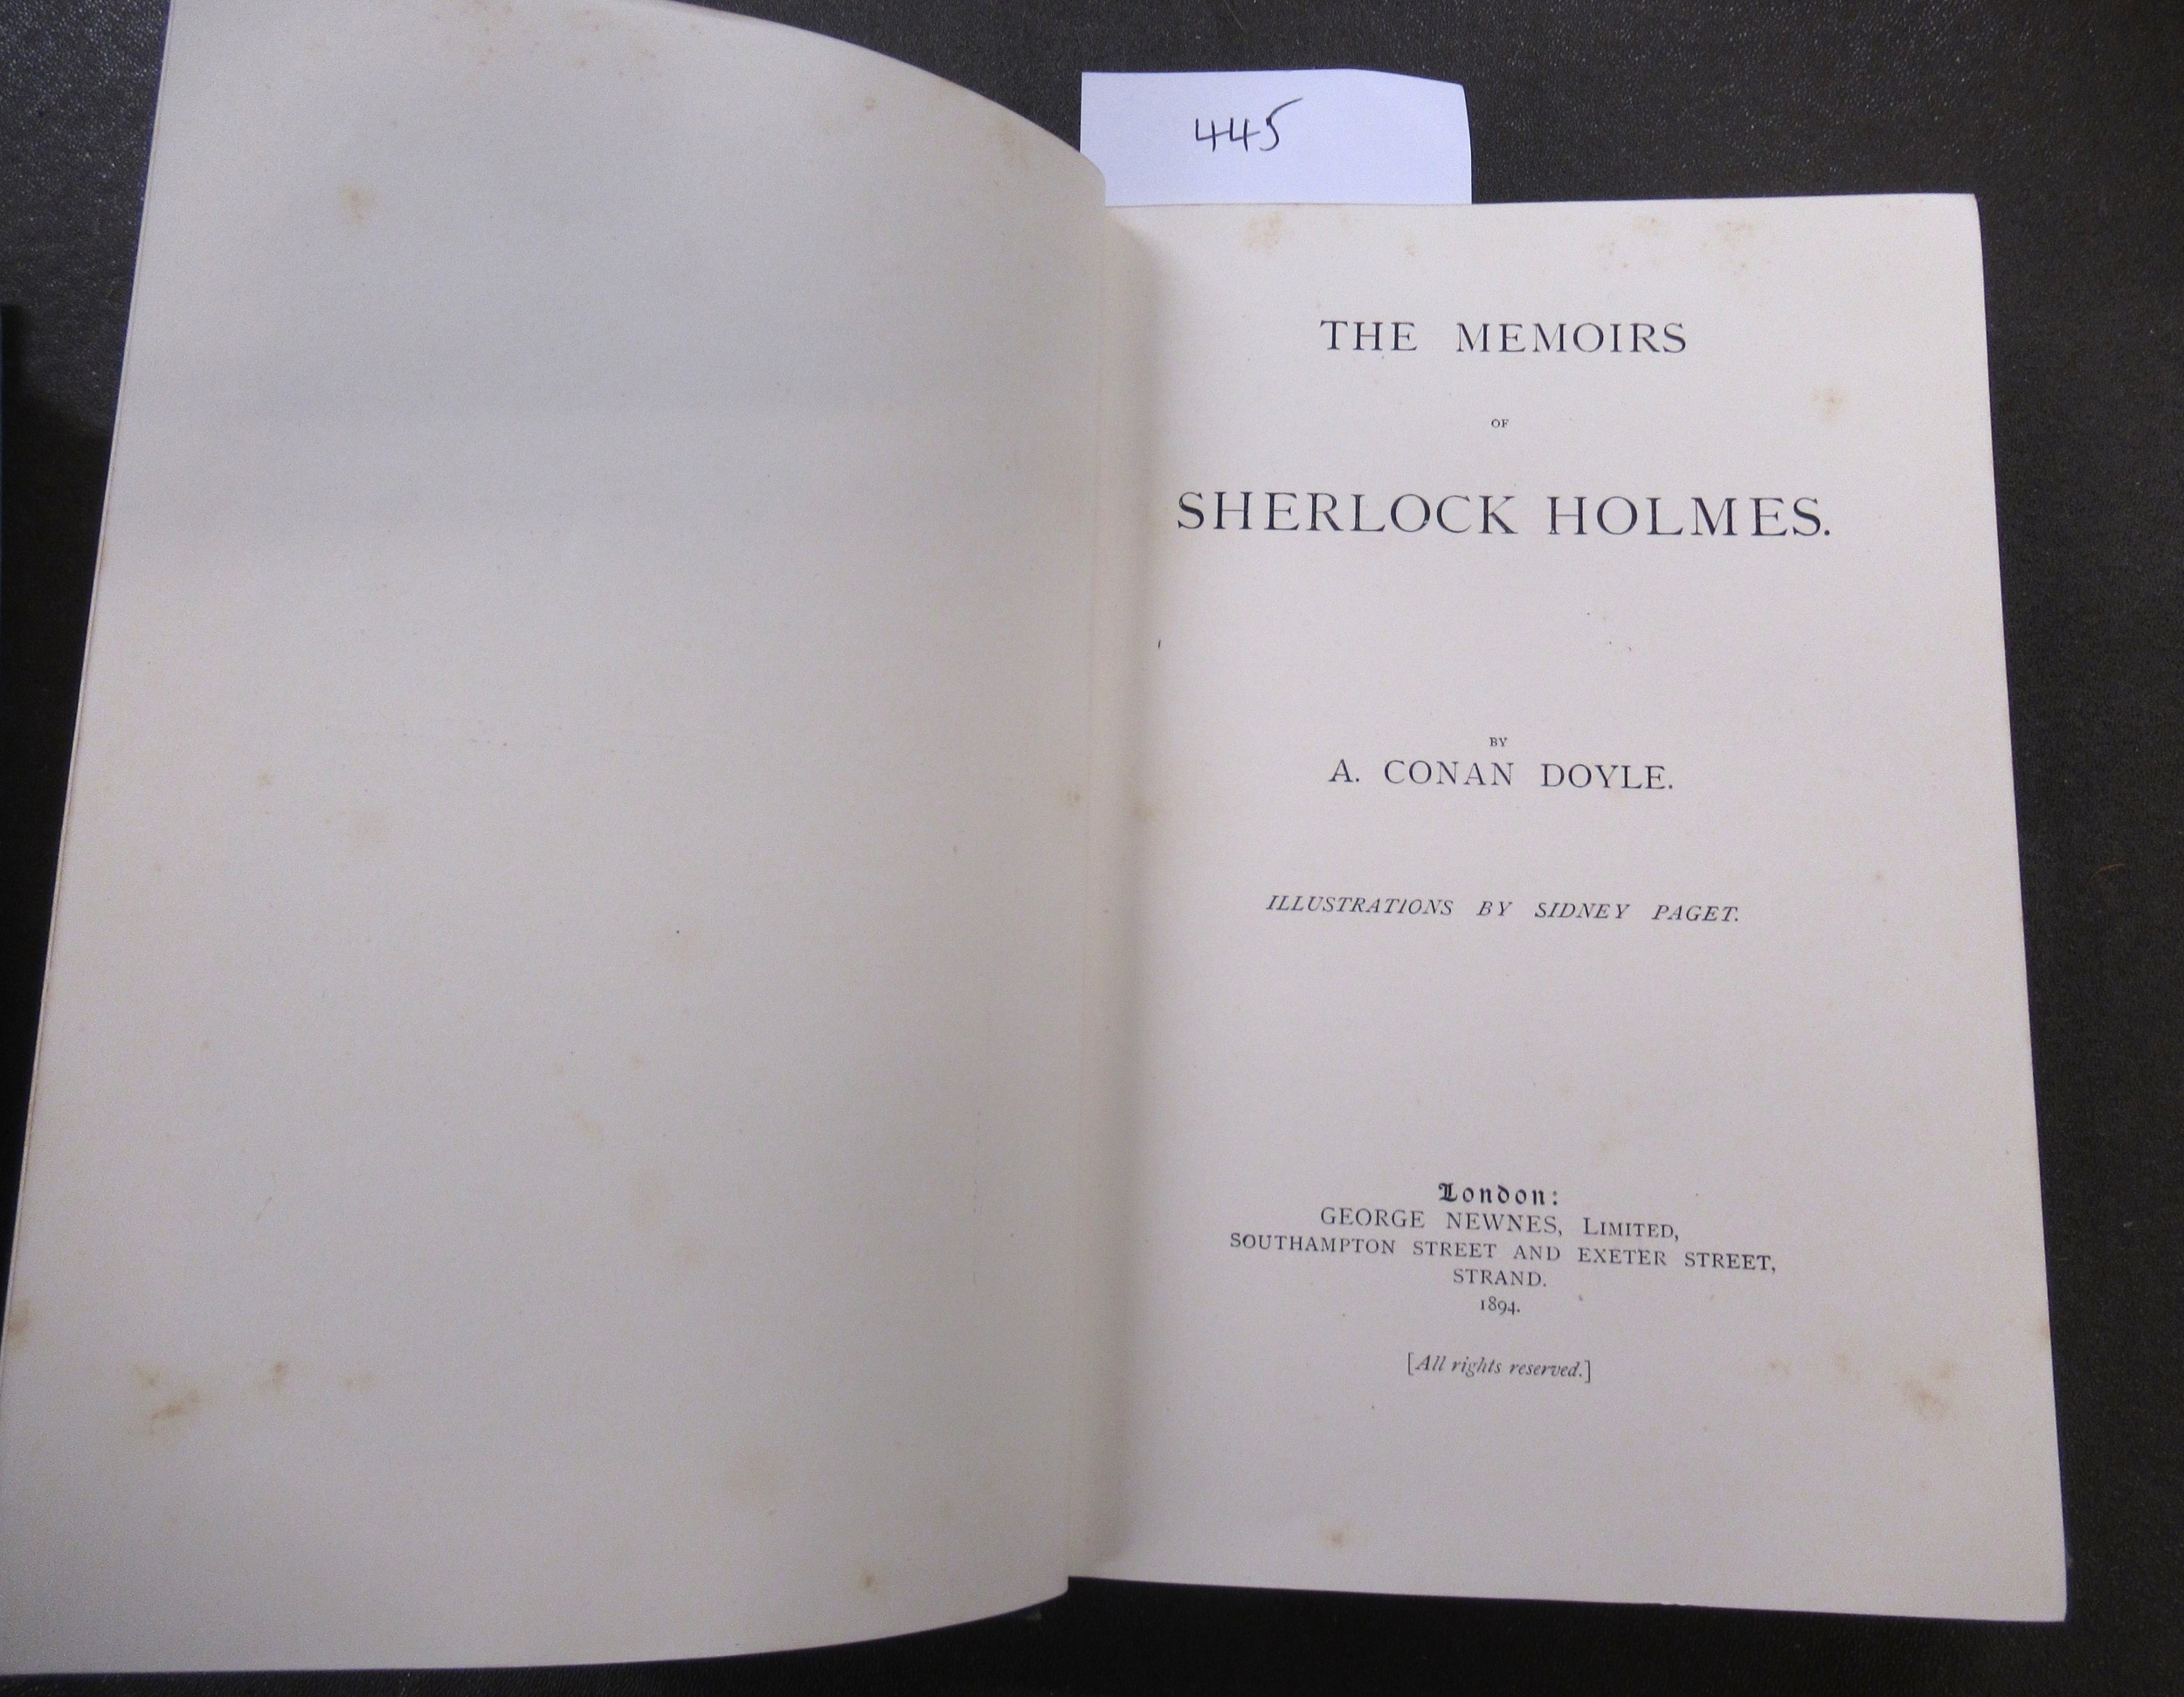 445
THE MEMOIRS
OF
SHERLOCK HOLMES.
BY
A. CONAN DOYLE.
ILLUSTRATIONS BY SIDNEY PAGET.
London:
GEORGE NEWNES, LIMITED,
SOUTHAMPTON STREET AND EXETER STREET,
STRAND.
1894.
[All rights reserved.]